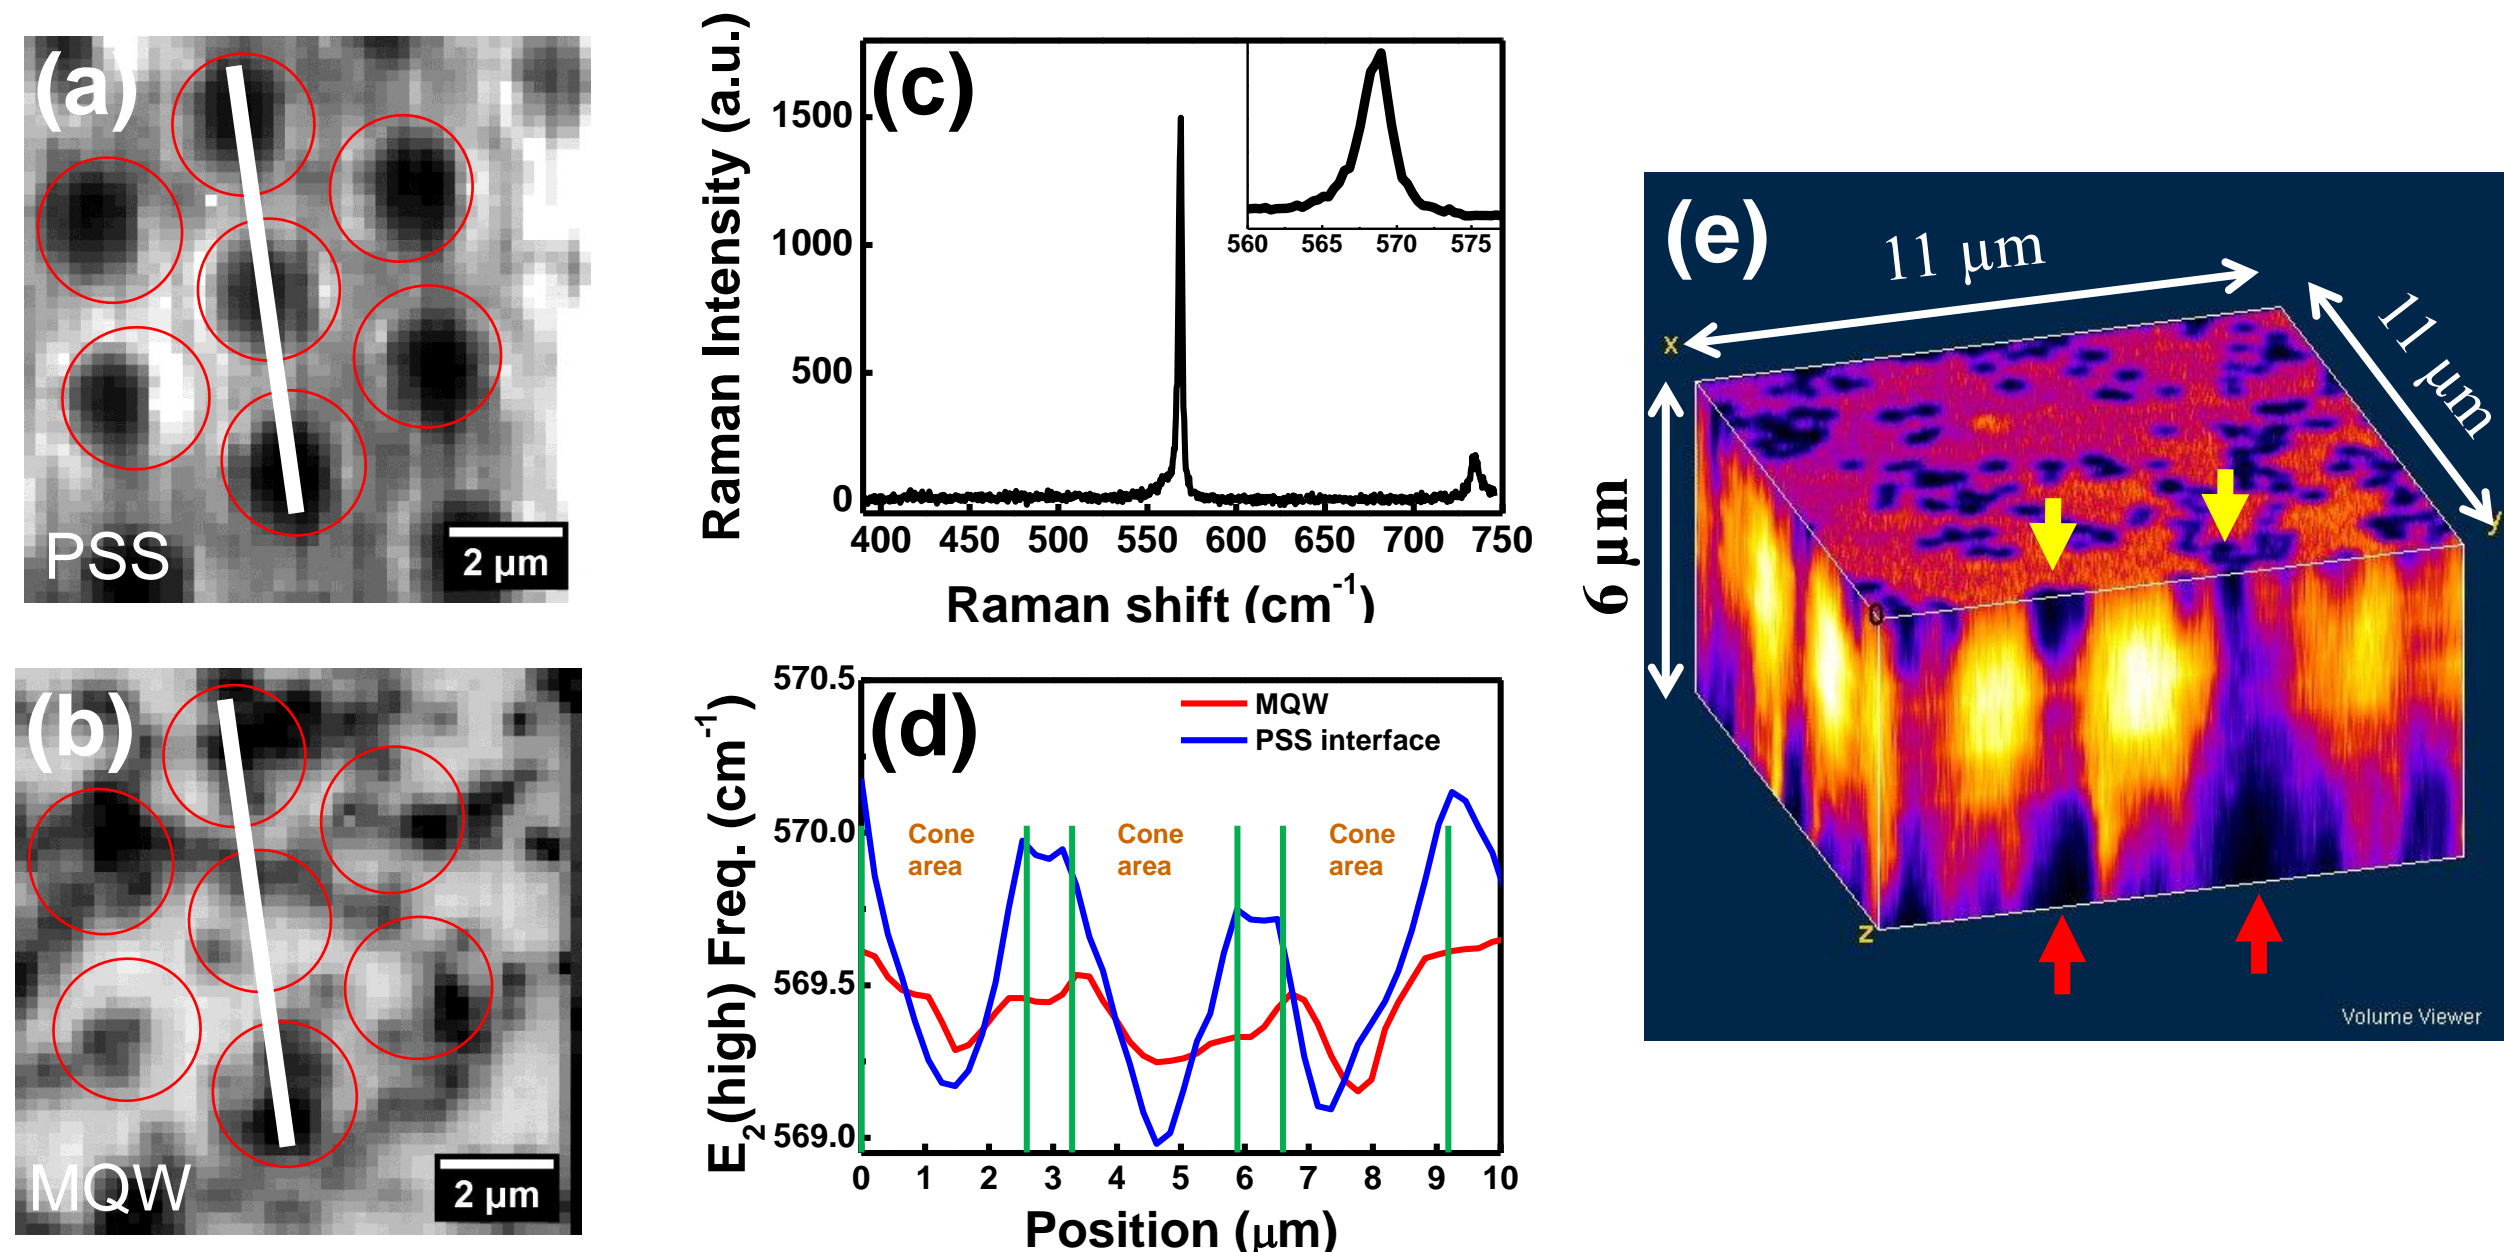 (a)
PSS
2 μm
(b)
MQW
2 μm
(c)
Raman Intensity (a.u.)
1500
1000
500
0
400 450 500 550 600 650 700 750
Raman shift (cm-1)
560 565 570 575
(d)
E2(high) Freq. (cm-1)
570.5
570.0
569.5
569.0
MQW
PSS interface
Cone
area
Cone
area
Cone
area
0 1 2 3 4 5 6 7 8 9 10
Position (μm)
(e)
11 μm
11 μm
9 μm
x
y
0
z
Volume Viewer